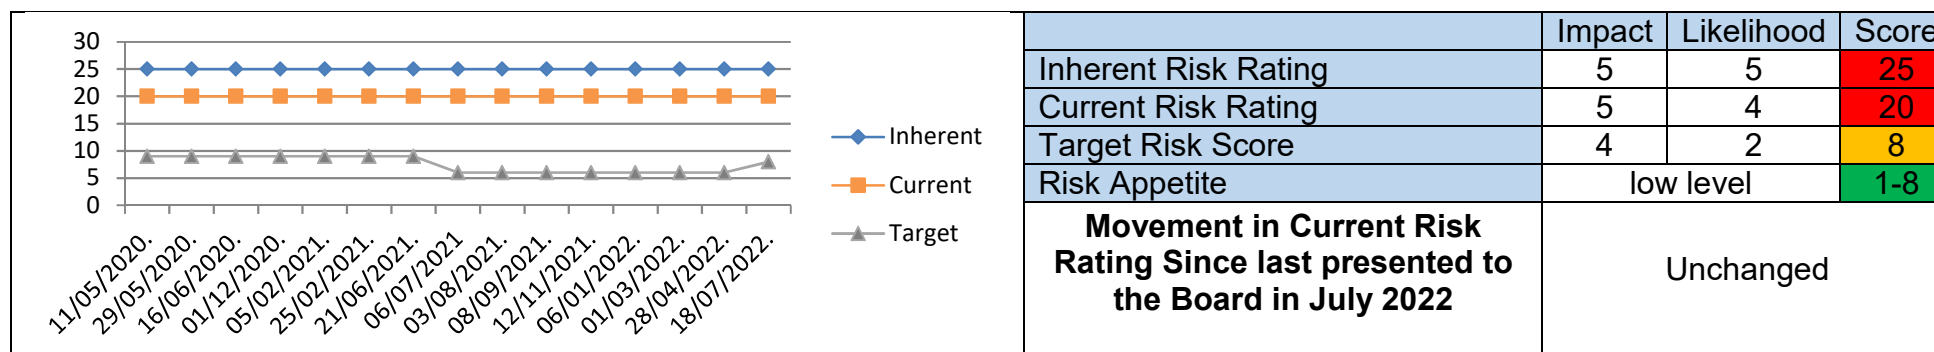 30
25
20
15
10
5
0
11/05/2020.
29/05/2020.
16/06/2020.
01/12/2020.
05/02/2021.
25/02/2021.
21/06/2021.
06/07/2021
03/08/2021.
08/09/2021.
12/11/2021.
06/01/2022.
01/03/2022.
28/04/2022.
18/07/2022.
Inherent
Current
Target
Impact Likelihood Score
Inherent Risk Rating 5 5 25
Current Risk Rating 5 4 20
Target Risk Score 4 2 8
Risk Appetite low level 1-8
Movement in Current Risk
Rating Since last presented to
the Board in July 2022
Unchanged